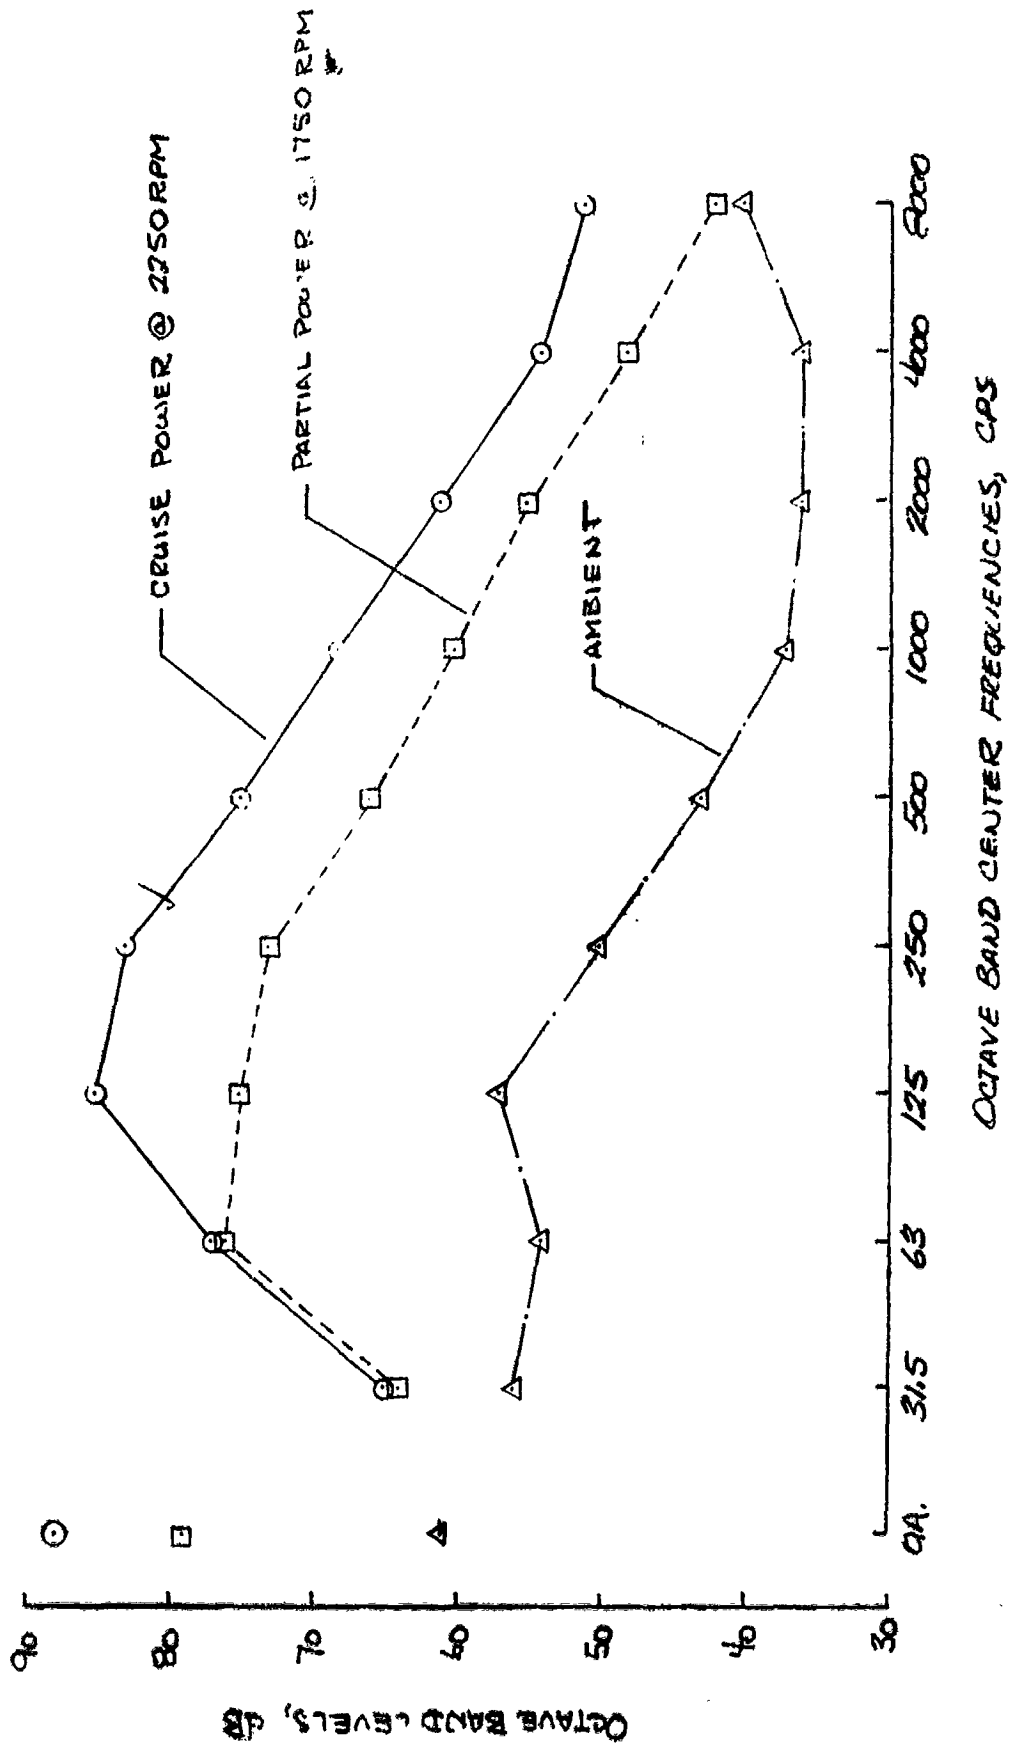 CRUISE POWER @ 2250 RPM
PARTIAL POWER @ 1750 RPM
AMBIENT
OCTAVE BAND LEVELS, dB
90
80
70
60
50
40
30
OA.
31.5
63
125
250
500
1000
2000
4000
8000
OCTAVE BAND CENTER FREQUENCIES, CPS